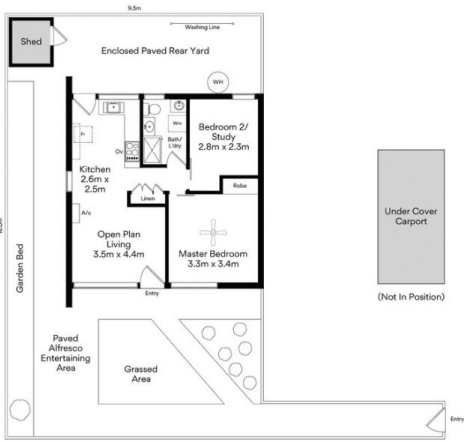 9.5m
Washing Line
Shed
Enclosed Paved Rear Yard
WH
Fr
Wm
Bath/
L'dry
Bedroom 2/
Study
2.8m x 2.3m
Ov
Kitchen
2.6m x
2.5m
Robe
Linen
A/c
Open Plan
Living
3.5m x 4.4m
Master Bedroom
3.3m x 3.4m
Entry
Garden Bed
Under Cover
Carport
(Not In Position)
Paved
Alfresco
Entertaining
Area
Grassed
Area
Entry